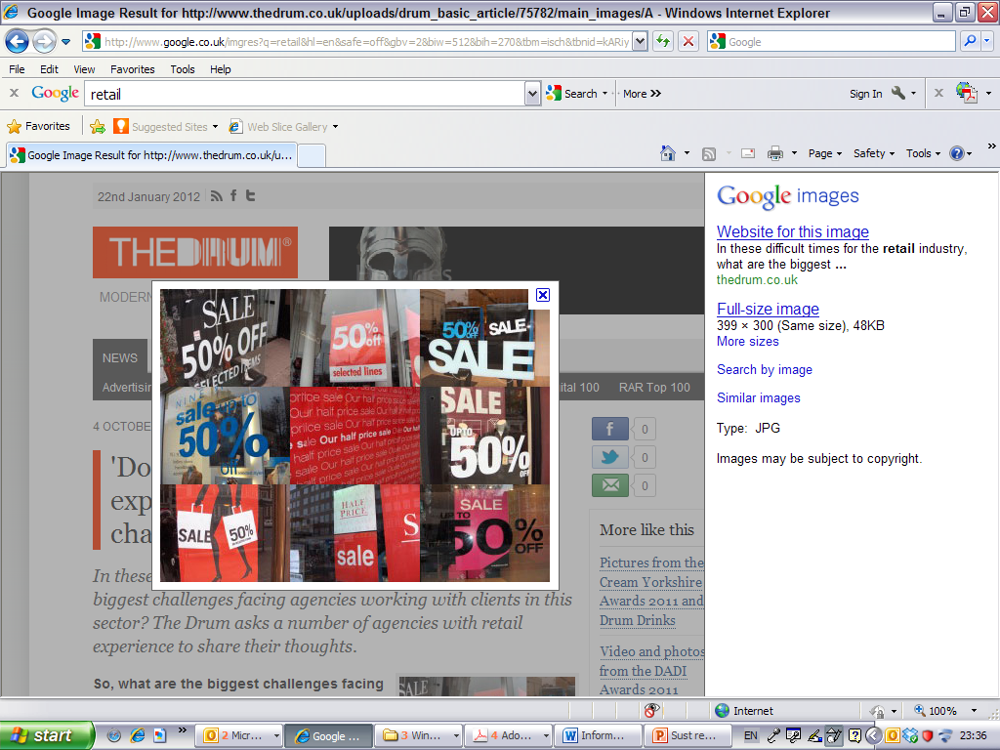 Google Image Result for http://www.thedrum.co.uk/uploads/drum_basic_article/75782/main_images/A - Windows Internet Explorer
http://www.google.co.uk/imgres?q=retail&hl=en&safe=off&gbv=2&biw=512&bih=270&tbm=isch&tbnid=kARiy
Google
File Edit View Favorites Tools Help
x Google retail Search More >> Sign In x
Favorites Suggested Sites Web Slice Gallery
Google Image Result for http://www.thedrum.co.uk/u...
Page Safety Tools >>
22nd January 2012
THE DRUM®
MODERN
NEWS
Advertisin
ital 100 RAR Top 100
4 OCTOBE
'Do
exp
cha
In these
biggest challenges facing agencies working with clients in this
sector? The Drum asks a number of agencies with retail
experience to share their thoughts.
So, what are the biggest challenges facing
SALE
50% OFF
SELECTED ITEMS
50%
off
selected lines
50%
SALE
SALE
NINE
sale up to
50%
off
price sale Our half pric
Our half price sale
Our half price sale
SALE
UP TO
50%
OFF
SALE
50%
HALF
PRICE
sale
S
SALE
UP TO
50%
OFF
SALE
0
0
0
More like this
Pictures from the
Cream Yorkshire
Awards 2011 and
Drum Drinks
Video and photos
from the DADI
Awards 2011
Google images
Website for this image
In these difficult times for the retail industry,
what are the biggest ...
thedrum.co.uk
Full-size image
399 × 300 (Same size), 48KB
More sizes
Search by image
Similar images
Type: JPG
Images may be subject to copyright.
Internet 100%
start >> 2 Micr... Google ... 3 Win... 4 Ado... Inform... Sust re... EN 23:36